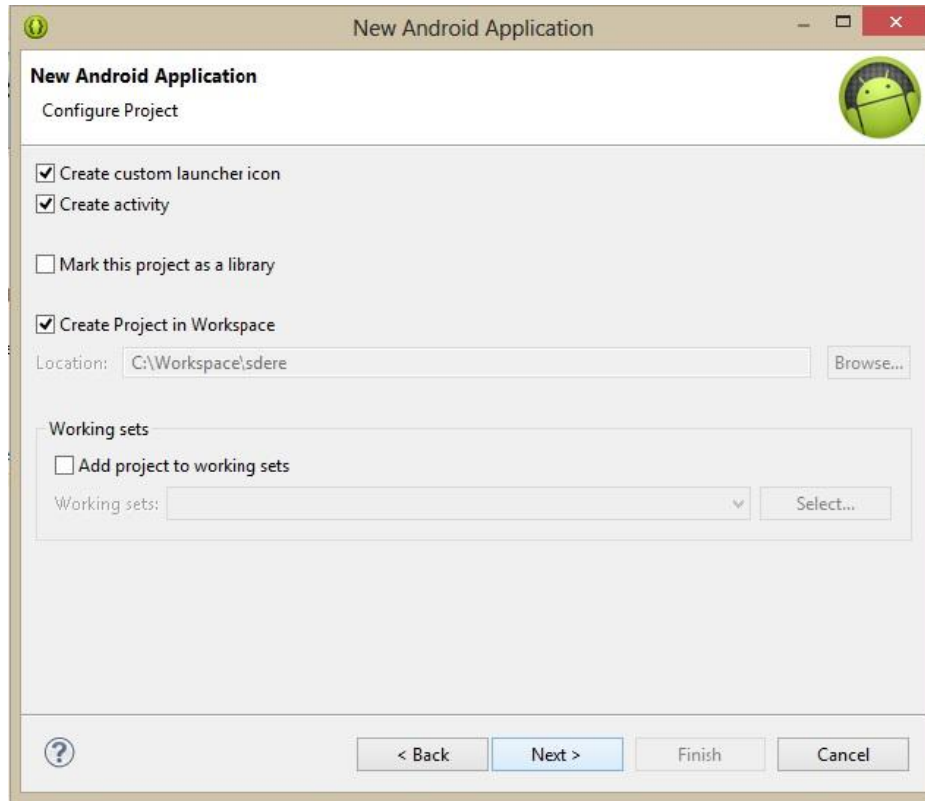 New Android Application
New Android Application
Configure Project
Create custom launcher icon
Create activity
Mark this project as a library
Create Project in Workspace
Location: C:\Workspace\sdere Browse...
Working sets
Add project to working sets
Working sets: Select...
? < Back Next > Finish Cancel